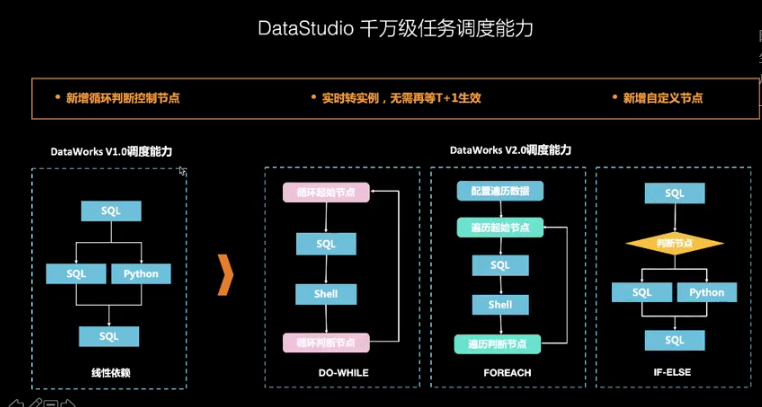 DataStudio 千万级任务调度能力
• 新增循环判断控制节点
• 实时转实例，无需再等T+1生效
• 新增自定义节点
DataWorks V1.0调度能力
DataWorks V2.0调度能力
SQL
SQL
Python
SQL
线性依赖
循环起始节点
SQL
Shell
循环判断节点
DO-WHILE
配置遍历数据
遍历起始节点
SQL
Shell
遍历判断节点
FOREACH
SQL
判断节点
SQL
Python
SQL
IF-ELSE